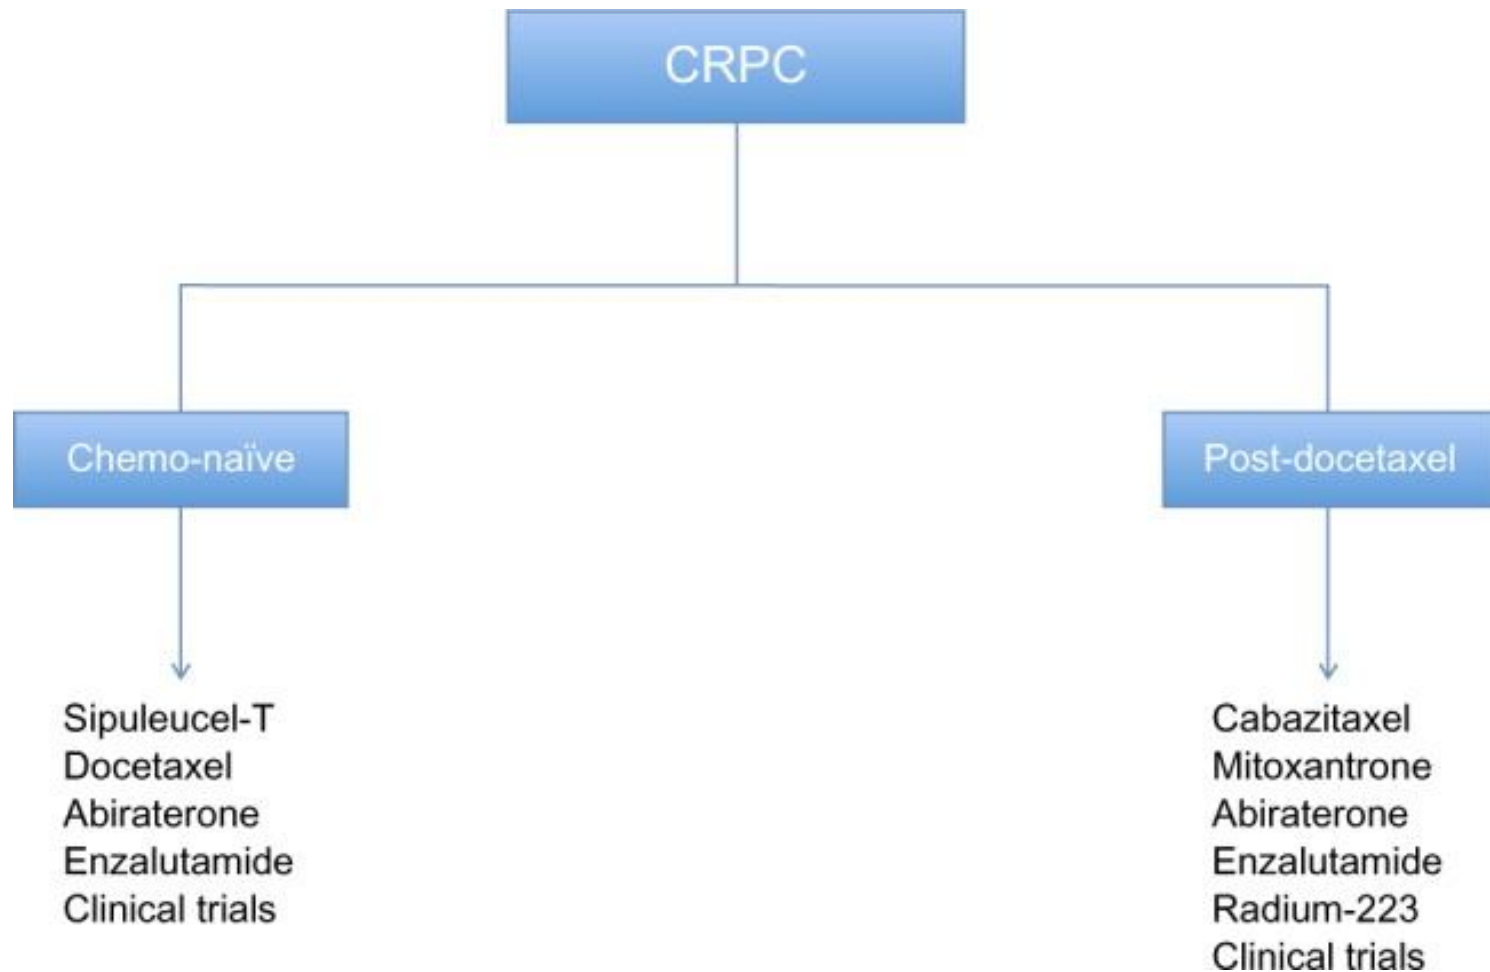 CRPC
Chemo-naïve
Post-docetaxel
Sipuleucel-T
Docetaxel
Abiraterone
Enzalutamide
Clinical trials
Cabazitaxel
Mitoxantrone
Abiraterone
Enzalutamide
Radium-223
Clinical trials